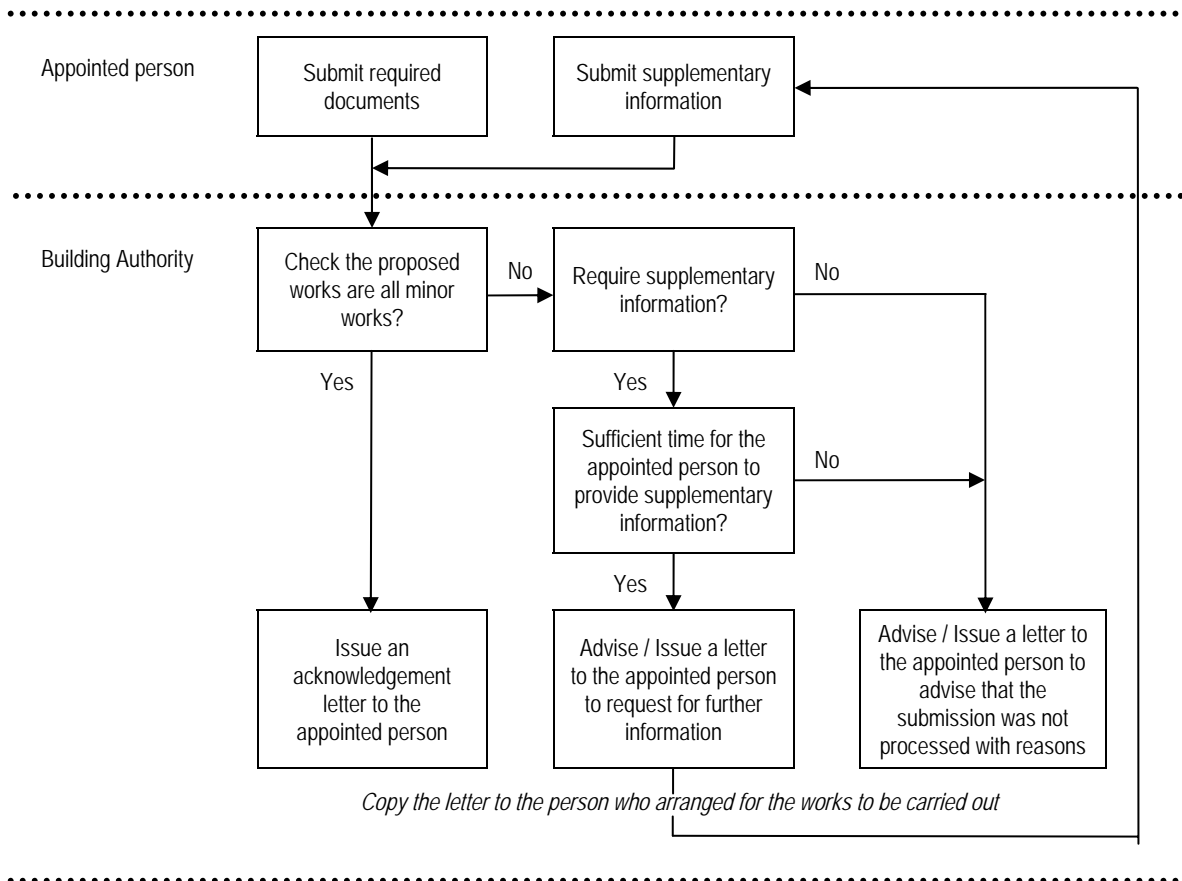 Appointed person
Submit required
documents
Submit supplementary
information
Building Authority
Check the proposed
works are all minor
works?
No
Require supplementary
information?
No
Yes
Yes
Sufficient time for the
appointed person to
provide supplementary
information?
No
Yes
Issue an
acknowledgement
letter to the
appointed person
Advise / Issue a letter
to the appointed person
to request for further
information
Advise / Issue a letter to
the appointed person to
advise that the
submission was not
processed with reasons
Copy the letter to the person who arranged for the works to be carried out